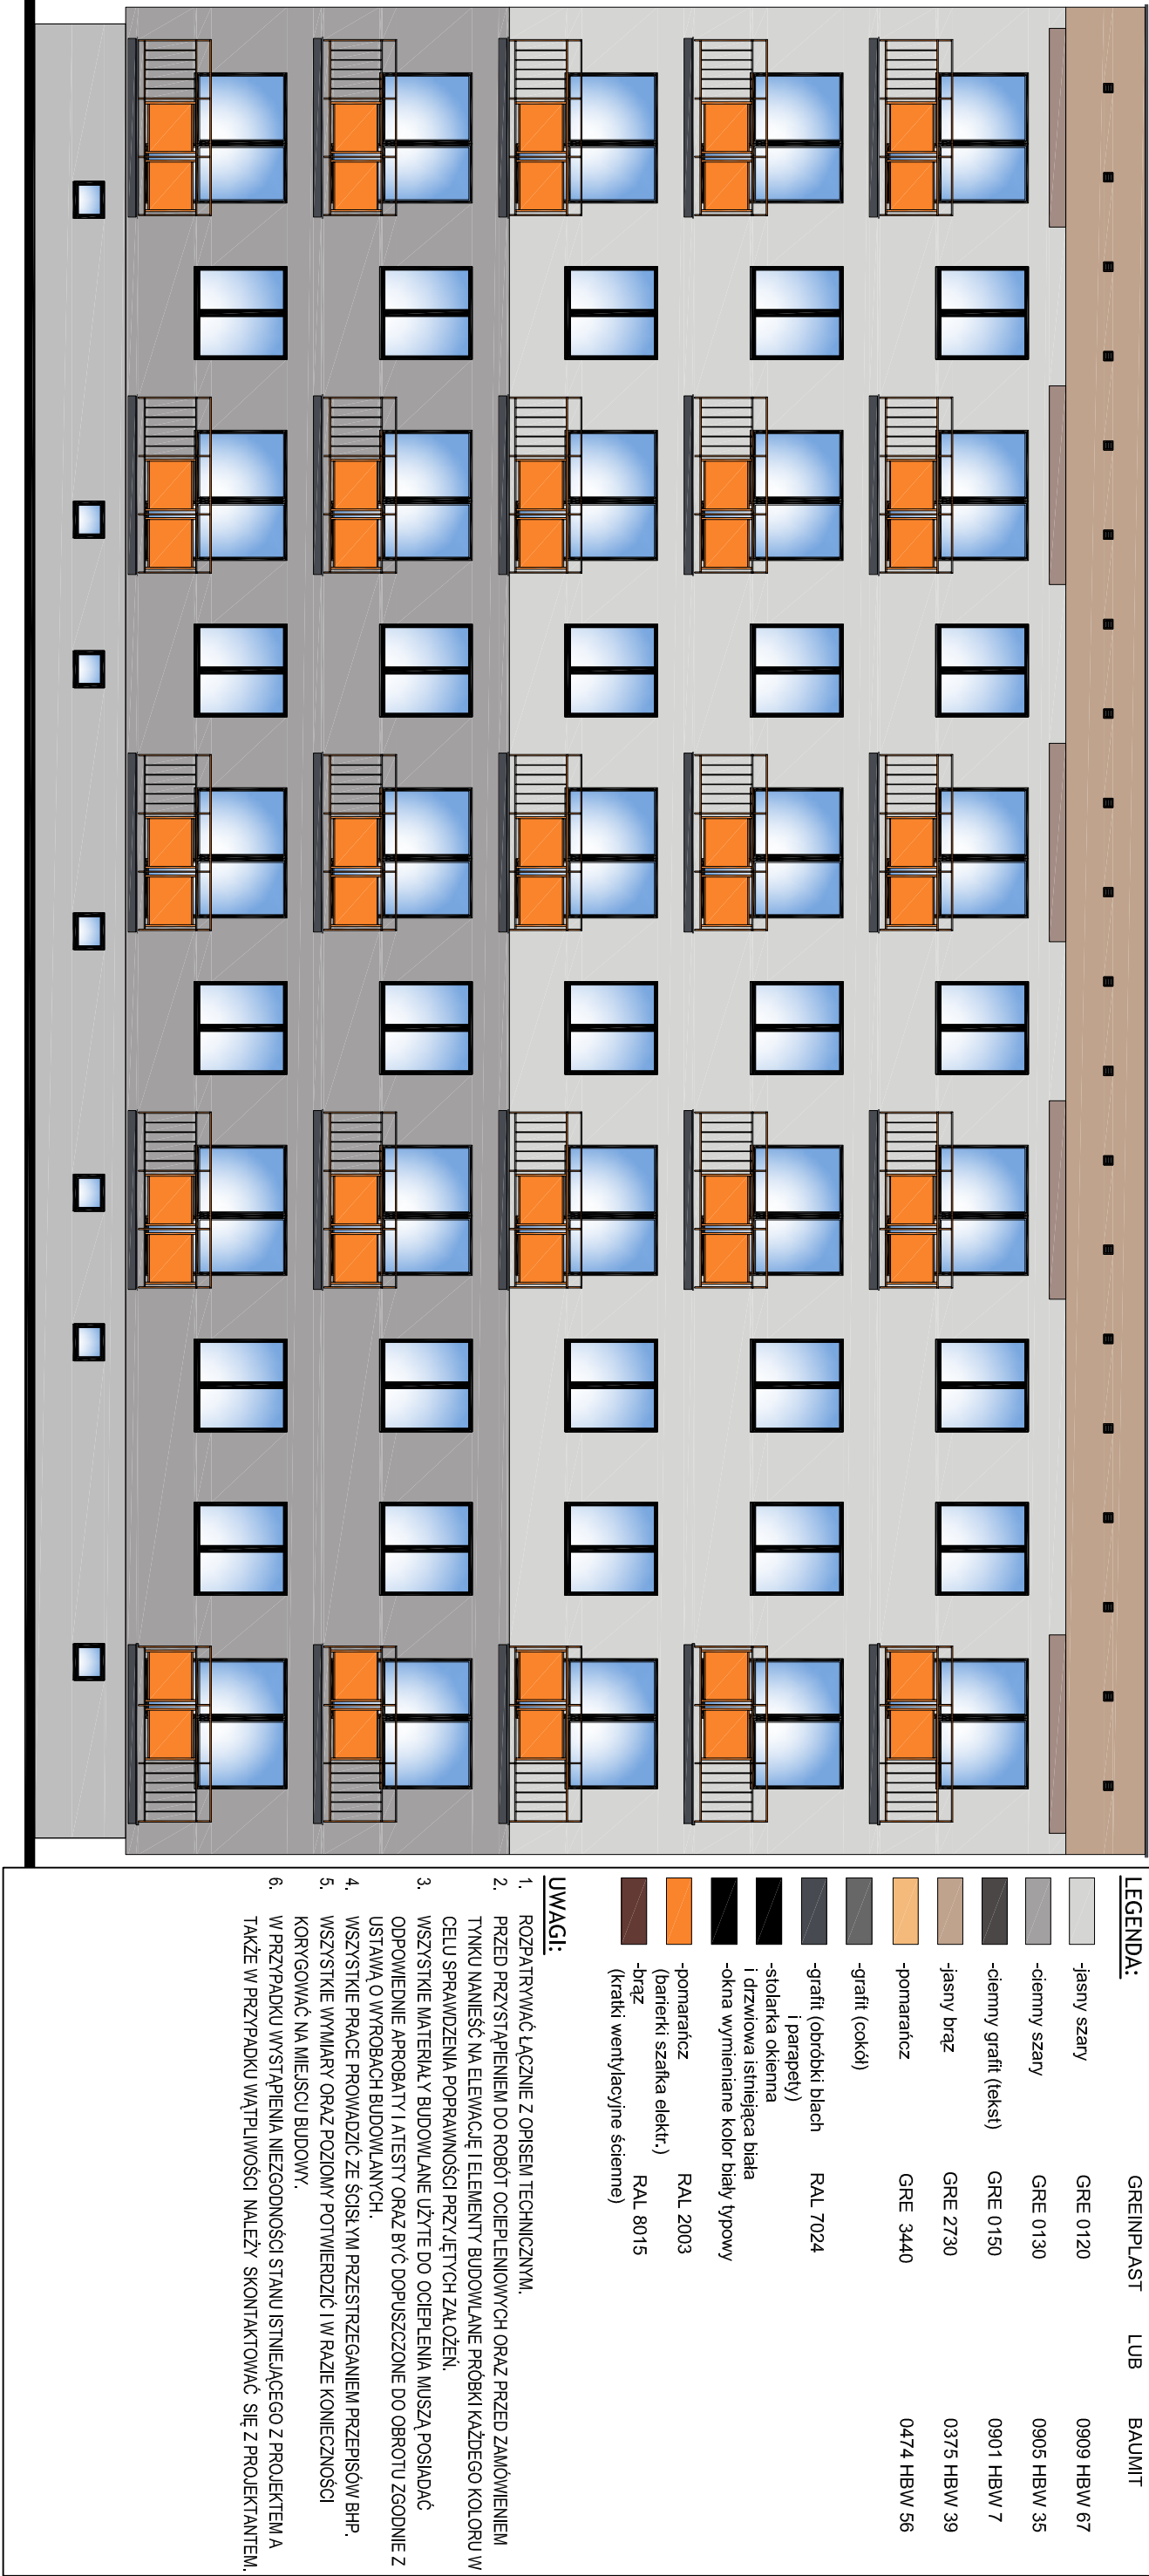 LEGENDA: GREINPLAST LUB BAUMIT
-jasny szary GRE 0120 0909 HBW 67
-ciemny szary GRE 0130 0905 HBW 35
-ciemny grafit (tekst) GRE 0150 0901 HBW 7
-jasny brąz GRE 2730 0375 HBW 39
-pomarańcz GRE 3440 0474 HBW 56
-grafit (cokół)
-grafit (obróbki blach RAL 7024
i parapety)
-stolarka okienna
i drzwiowa istniejąca biała
-okna wymieniane kolor biały typowy
-pomarańcz RAL 2003
(barierki szafka elektr.)
-brąz RAL 8015
(kratki wentylacyjne ścienne)
UWAGI:
1. ROZPATRYWAĆ ŁĄCZNIE Z OPISEM TECHNICZNYM.
2. PRZED PRZYSTĄPIENIEM DO ROBÓT OCIEPLENIOWYCH ORAZ PRZED ZAMÓWIENIEM
TYNKU NANIEŚĆ NA ELEWACJĘ I ELEMENTY BUDOWLANE PRÓBKI KAŻDEGO KOLORU W
CELU SPRAWDZENIA POPRAWNOŚCI PRZYJĘTYCH ZAŁOŻEŃ.
3. WSZYSTKIE MATERIAŁY BUDOWLANE UŻYTE DO OCIEPLENIA MUSZĄ POSIADAĆ
ODPOWIEDNIE APROBATY I ATESTY ORAZ BYĆ DOPUSZCZONE DO OBROTU ZGODNIE Z
USTAWĄ O WYROBACH BUDOWLANYCH.
4. WSZYSTKIE PRACE PROWADZIĆ ZE ŚCISŁYM PRZESTRZEGANIEM PRZEPISÓW BHP.
5. WSZYSTKIE WYMIARY ORAZ POZIOMY POTWIERDZIĆ I W RAZIE KONIECZNOŚCI
KORYGOWAĆ NA MIEJSCU BUDOWY.
6. W PRZYPADKU WYSTĄPIENIA NIEZGODNOŚCI STANU ISTNIEJĄCEGO Z PROJEKTEM A
TAKŻE W PRZYPADKU WĄTPLIWOŚCI NALEŻY SKONTAKTOWAĆ SIĘ Z PROJEKTANTEM.